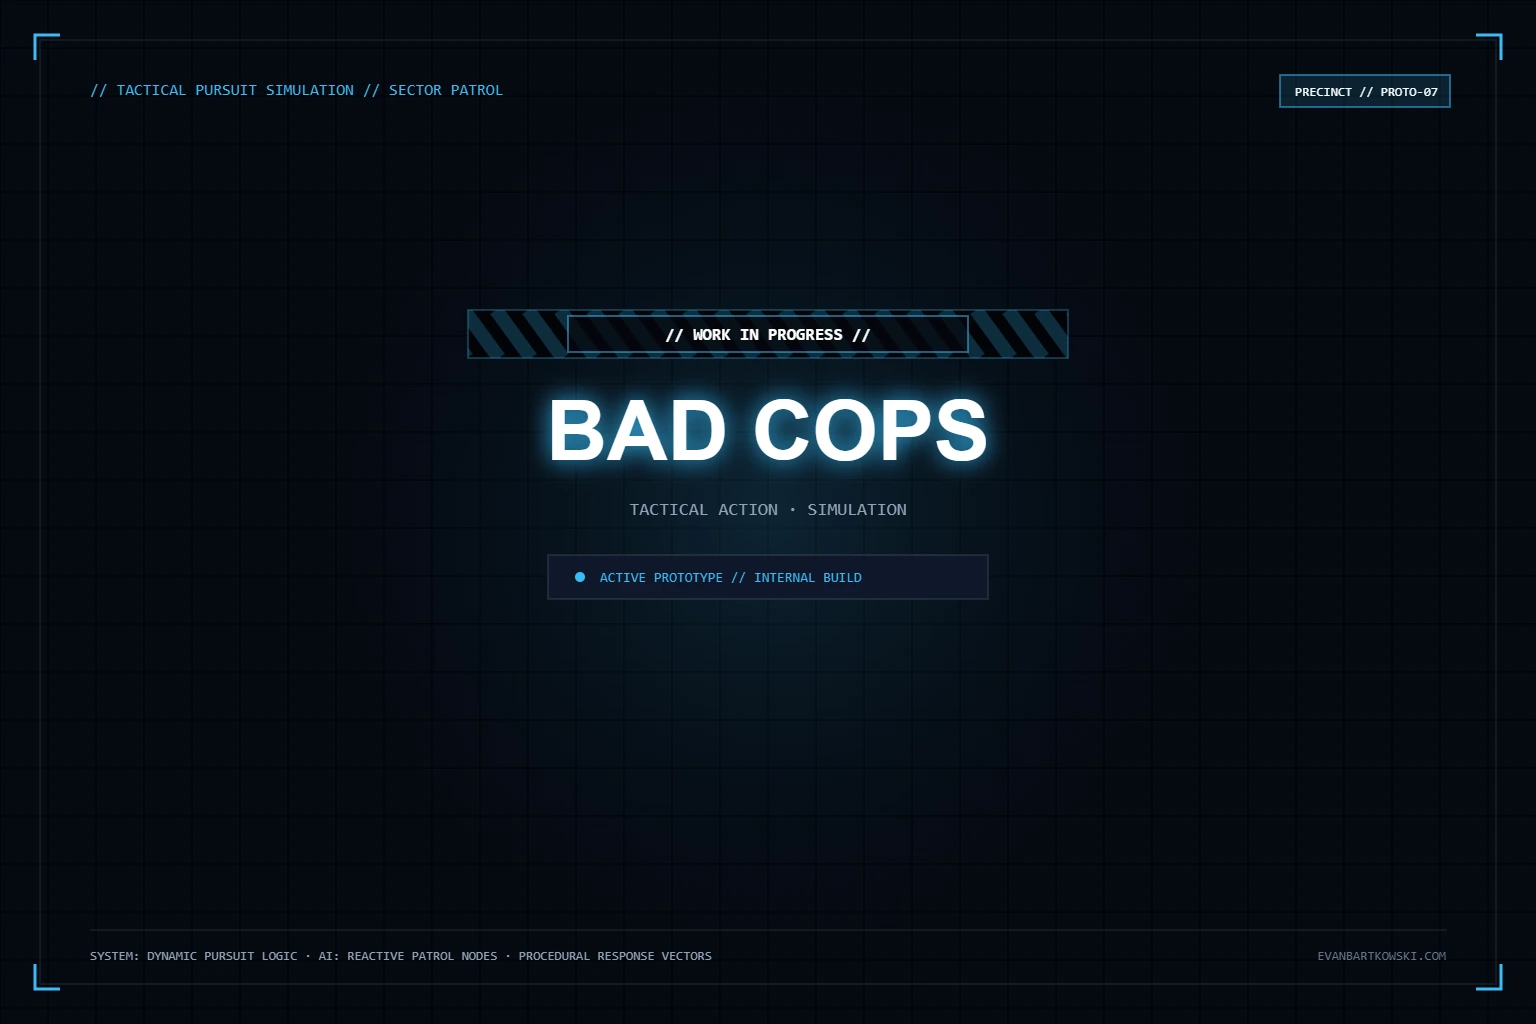 // TACTICAL PURSUIT SIMULATION // SECTOR PATROL
PRECINCT // PROTO-07
// WORK IN PROGRESS //
BAD COPS
TACTICAL ACTION · SIMULATION
ACTIVE PROTOTYPE // INTERNAL BUILD
SYSTEM: DYNAMIC PURSUIT LOGIC · AI: REACTIVE PATROL NODES · PROCEDURAL RESPONSE VECTORS
EVANBARTKOWSKI.COM